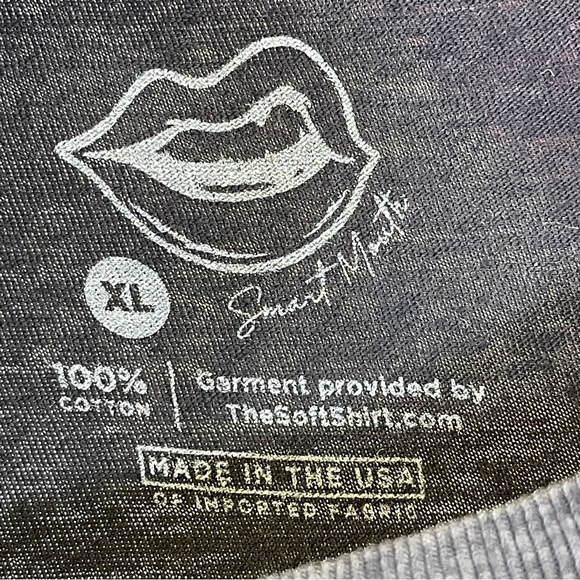 Smart Mouth
XL
100%
COTTON
Garment provided by
TheSoftShirt.com
MADE IN THE USA
OF IMPORTED FABRIC